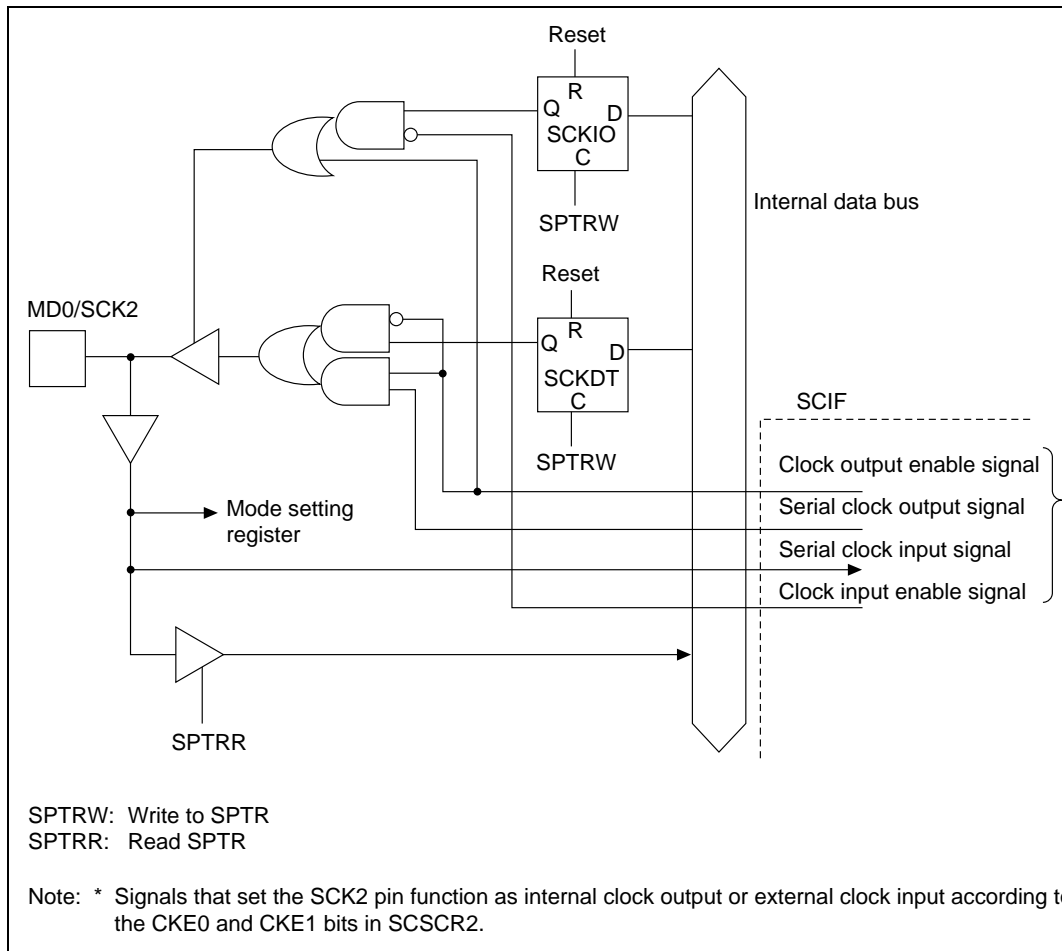 Reset
Q
R
D
SCKIO
C
SPTRW
Internal data bus
Reset
MD0/SCK2
Q
R
D
SCKDT
C
SPTRW
SCIF
Clock output enable signal
Serial clock output signal
Mode setting
register
Serial clock input signal
Clock input enable signal
SPTRR
SPTRW: Write to SPTR
SPTRR: Read SPTR
Note: * Signals that set the SCK2 pin function as internal clock output or external clock input according to
the CKE0 and CKE1 bits in SCSCR2.